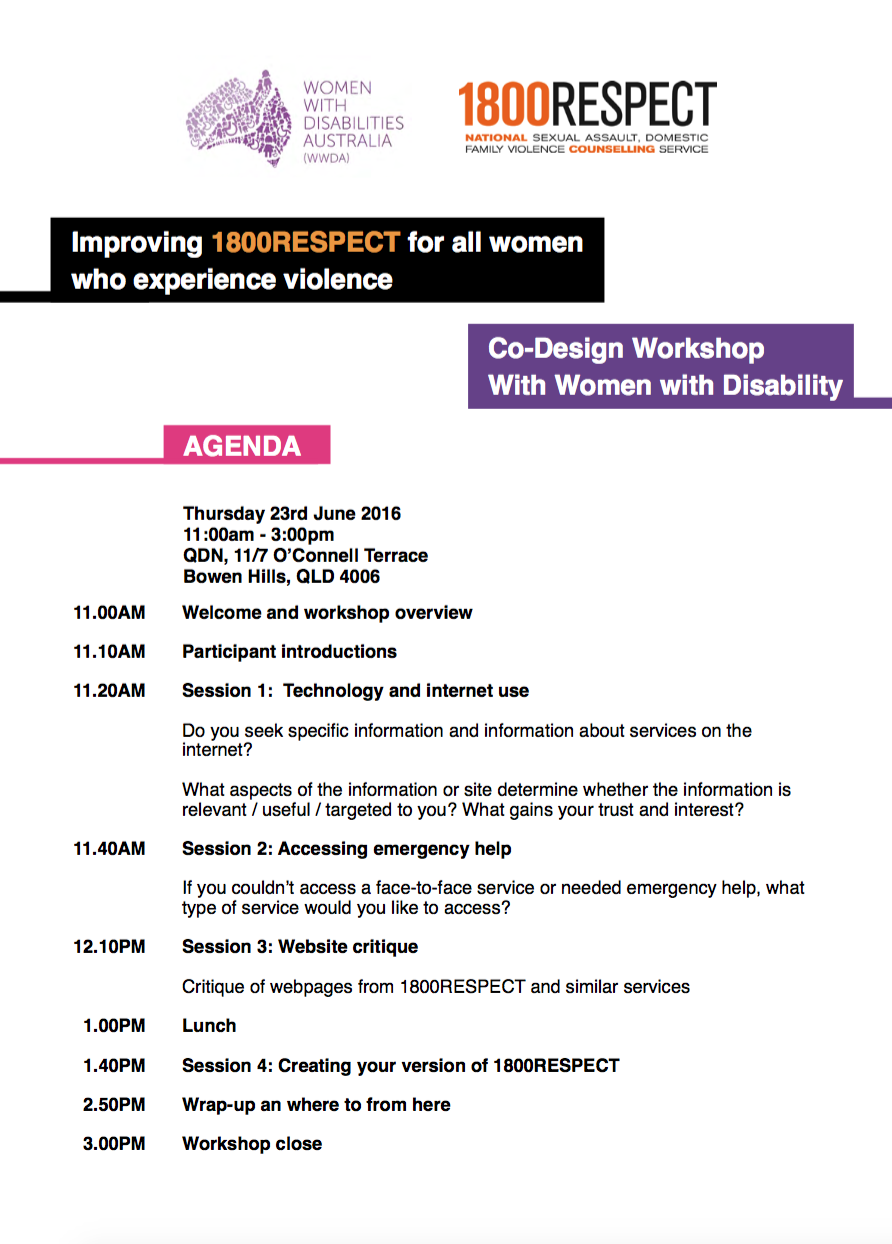 WOMEN
WITH
DISABILITIES
AUSTRALIA
(WWDA)
1800RESPECT
NATIONAL SEXUAL ASSAULT, DOMESTIC
FAMILY VIOLENCE COUNSELLING SERVICE
Improving 1800RESPECT for all women
who experience violence
Co-Design Workshop
With Women with Disability
AGENDA
Thursday 23rd June 2016
11:00am - 3:00pm
QDN, 11/7 O’Connell Terrace
Bowen Hills, QLD 4006
11.00AM Welcome and workshop overview
11.10AM Participant introductions
11.20AM Session 1:  Technology and internet use
Do you seek specific information and information about services on the
internet?
What aspects of the information or site determine whether the information is
relevant / useful / targeted to you? What gains your trust and interest?
11.40AM Session 2: Accessing emergency help
If you couldn’t access a face-to-face service or needed emergency help, what
type of service would you like to access?
12.10PM Session 3: Website critique
Critique of webpages from 1800RESPECT and similar services
1.00PM Lunch
1.40PM Session 4: Creating your version of 1800RESPECT
2.50PM Wrap-up an where to from here
3.00PM Workshop close